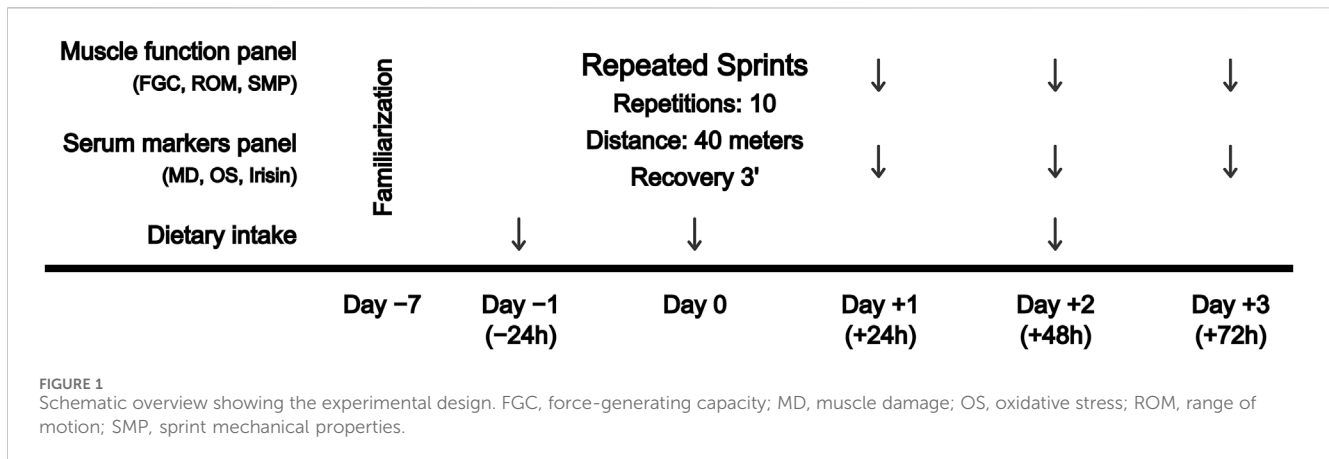 Muscle function panel
(FGC, ROM, SMP)
Serum markers panel
(MD, OS, Irisin)
Dietary intake
Familiarization
Repeated Sprints
Repetitions: 10
Distance: 40 meters
Recovery 3'
Day −7
Day −1
(−24h)
Day 0
Day +1
(+24h)
Day +2
(+48h)
Day +3
(+72h)
FIGURE 1
Schematic overview showing the experimental design. FGC, force-generating capacity; MD, muscle damage; OS, oxidative stress; ROM, range of
motion; SMP, sprint mechanical properties.